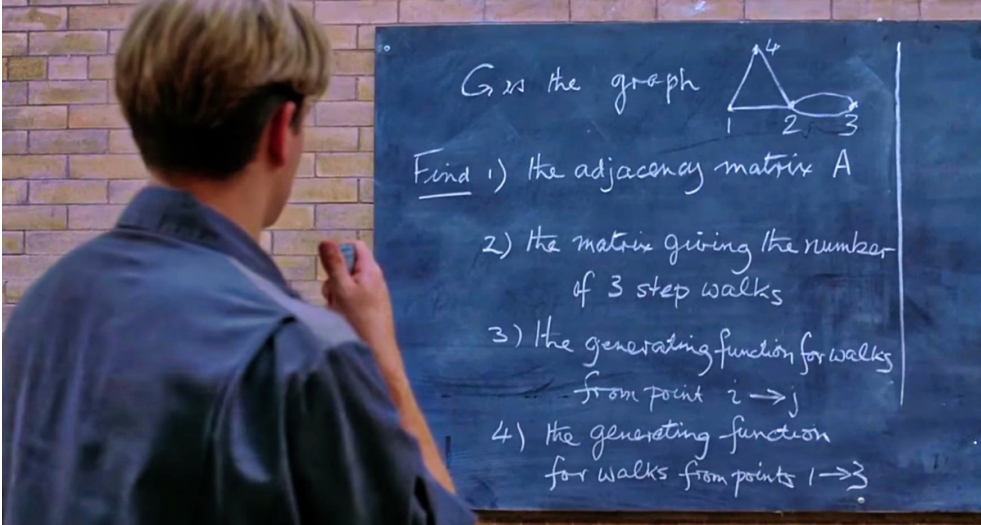 G is the graph
4
1 2 3
Find 1) the adjacency matrix A
2) the matrix giving the number
of 3 step walks
3) the generating function for walks
from point i → j
4) the generating function
for walks from points 1 → 3